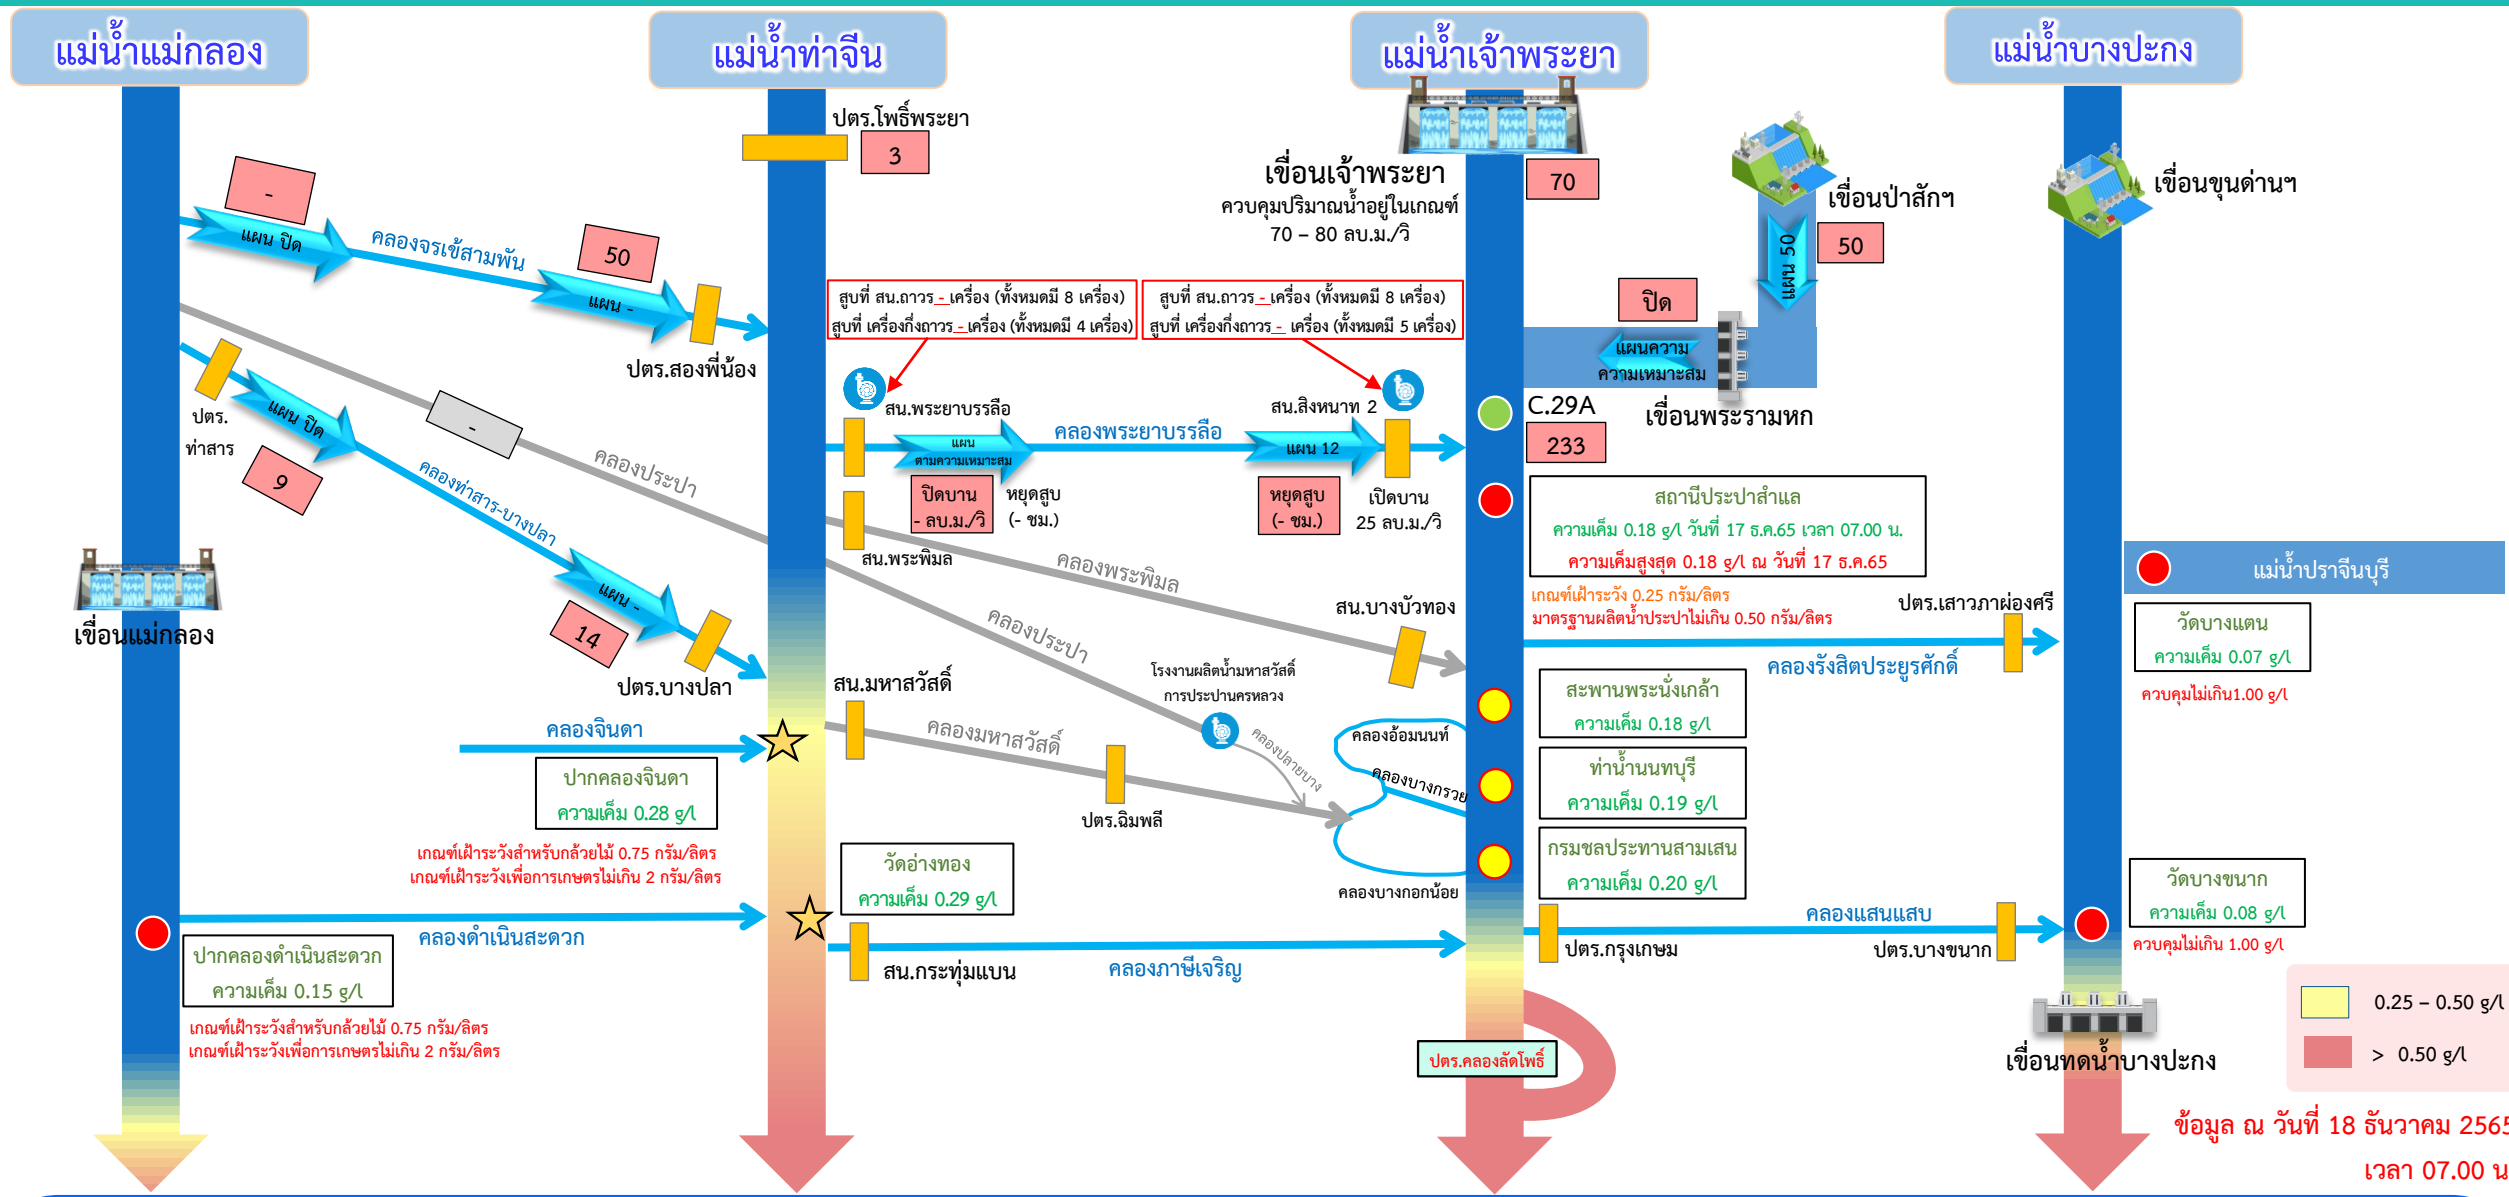 แม่น้ำแม่กลอง
แม่น้ำท่าจีน
แม่น้ำเจ้าพระยา
แม่น้ำบางปะกง
ปตร.โพธิ์พระยา
3
-
แผน ปิด
คลองจรเข้สามพัน
50
แผน -
ปตร.สองพี่น้อง
เขื่อนเจ้าพระยา
ควบคุมปริมาณน้ำอยู่ในเกณฑ์
70 – 80 ลบ.ม./วิ
70
เขื่อนป่าสักฯ
แผน 50
50
เขื่อนขุนด่านฯ
สูบที่ สน.ถาวร - เครื่อง (ทั้งหมดมี 8 เครื่อง)
สูบที่ เครื่องกึ่งถาวร - เครื่อง (ทั้งหมดมี 4 เครื่อง)
สูบที่ สน.ถาวร - เครื่อง (ทั้งหมดมี 8 เครื่อง)
สูบที่ เครื่องกึ่งถาวร - เครื่อง (ทั้งหมดมี 5 เครื่อง)
ปิด
แผนความ
ความเหมาะสม
เขื่อนพระรามหก
ปตร.
ท่าสาร
แผน ปิด
9
-
คลองประปา
คลองท่าสาร-บางปลา
สน.พระยาบรรลือ
แผน
ตามความเหมาะสม
คลองพระยาบรรลือ
สน.สิงหนาท 2
แผน 12
C.29A
233
ปิดบาน
- ลบ.ม./วิ
หยุดสูบ
(- ชม.)
หยุดสูบ
(- ชม.)
เปิดบาน
25 ลบ.ม./วิ
สถานีประปาสำแล
ความเค็ม 0.18 g/l วันที่ 17 ธ.ค.65 เวลา 07.00 น.
ความเค็มสูงสุด 0.18 g/l ณ วันที่ 17 ธ.ค.65
เกณฑ์เฝ้าระวัง 0.25 กรัม/ลิตร
มาตรฐานผลิตน้ำประปาไม่เกิน 0.50 กรัม/ลิตร
สน.พระพิมล
คลองพระพิมล
แม่น้ำปราจีนบุรี
เขื่อนแม่กลอง
แผน -
14
ปตร.บางปลา
คลองประปา
สน.บางบัวทอง
ปตร.เสาวภาผ่องศรี
คลองรังสิตประยูรศักดิ์
วัดบางแตน
ความเค็ม 0.07 g/l
ควบคุมไม่เกิน1.00 g/l
สน.มหาสวัสดิ์
โรงงานผลิตน้ำมหาสวัสดิ์
การประปานครหลวง
สะพานพระนั่งเกล้า
ความเค็ม 0.18 g/l
คลองจินดา
คลองมหาสวัสดิ์
คลองปลายบาง
คลองอ้อมนนท์
คลองบางกรวย
ท่าน้ำนนทบุรี
ความเค็ม 0.19 g/l
ปากคลองจินดา
ความเค็ม 0.28 g/l
ปตร.ฉิมพลี
เกณฑ์เฝ้าระวังสำหรับกล้วยไม้ 0.75 กรัม/ลิตร
เกณฑ์เฝ้าระวังเพื่อการเกษตรไม่เกิน 2 กรัม/ลิตร
วัดอ่างทอง
ความเค็ม 0.29 g/l
คลองบางกอกน้อย
กรมชลประทานสามเสน
ความเค็ม 0.20 g/l
วัดบางขนาก
ความเค็ม 0.08 g/l
ควบคุมไม่เกิน 1.00 g/l
คลองดำเนินสะดวก
ปากคลองดำเนินสะดวก
ความเค็ม 0.15 g/l
เกณฑ์เฝ้าระวังสำหรับกล้วยไม้ 0.75 กรัม/ลิตร
เกณฑ์เฝ้าระวังเพื่อการเกษตรไม่เกิน 2 กรัม/ลิตร
สน.กระทุ่มแบน
คลองภาษีเจริญ
ปตร.กรุงเกษม
คลองแสนแสบ
ปตร.บางขนาก
ปตร.คลองลัดโพธิ์
เขื่อนทดน้ำบางปะกง
0.25 – 0.50 g/l
> 0.50 g/l
ข้อมูล ณ วันที่ 18 ธันวาคม 2565
เวลา 07.00 น